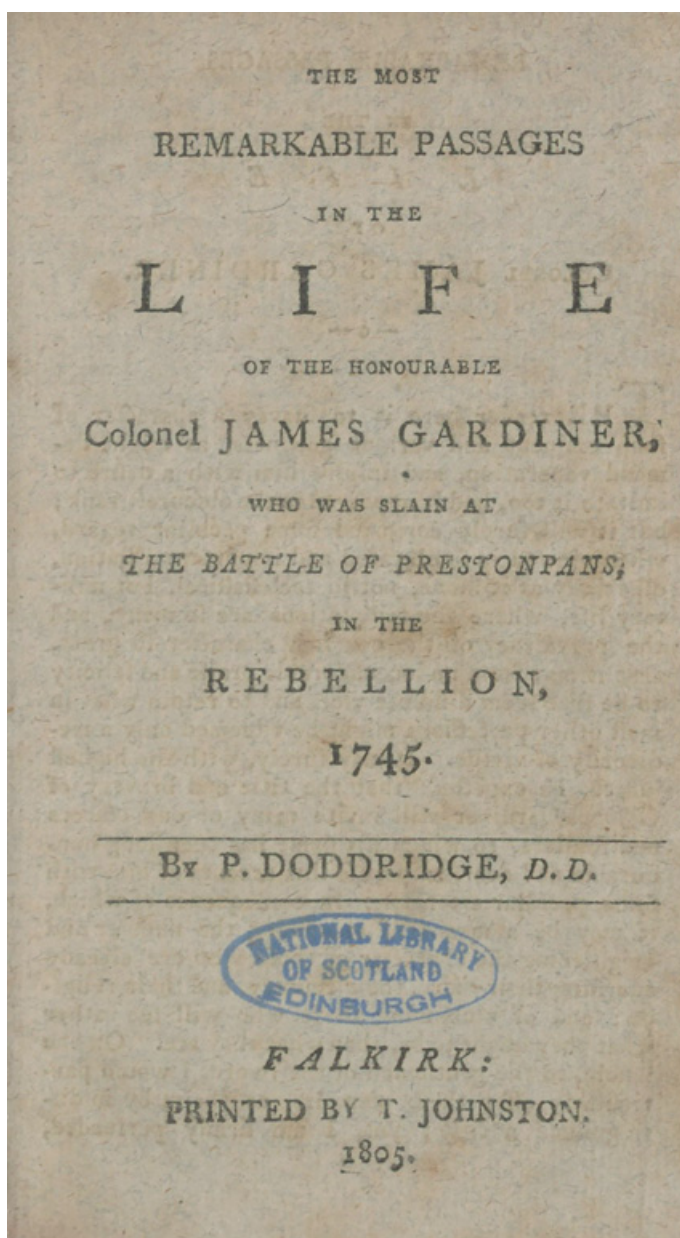 THE MOST
REMARKABLE PASSAGES
IN THE
LIFE
OF THE HONOURABLE
Colonel JAMES GARDINER,
WHO WAS SLAIN AT
THE BATTLE OF PRESTONPANS,
IN THE
REBELLION,
1745.
By P. DODDRIDGE, D.D.
NATIONAL LIBRARY
OF SCOTLAND
EDINBURGH
FALKIRK:
PRINTED BY T. JOHNSTON.
1805.